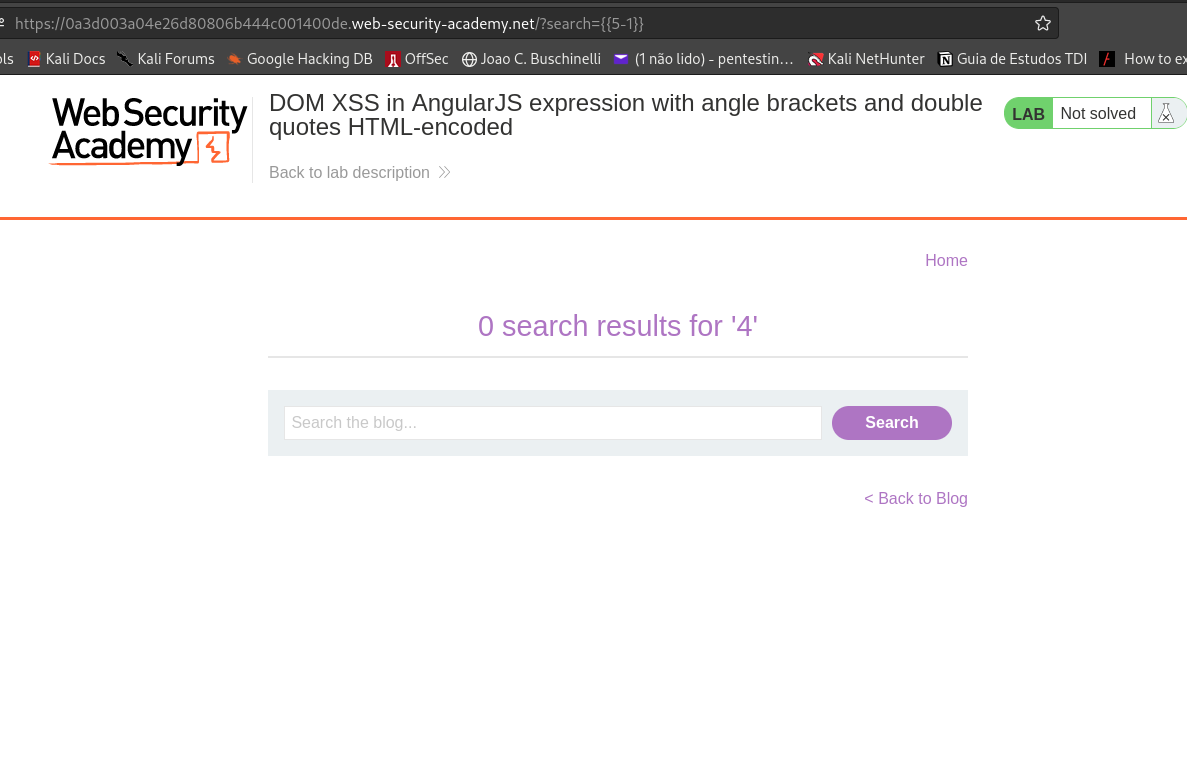 https://0a3d003a04e26d80806b444c001400de.web-security-academy.net/?search={{5-1}}
ols Kali Docs Kali Forums Google Hacking DB OffSec Joao C. Buschinelli (1 não lido) - pentestin… Kali NetHunter Guia de Estudos TDI How to ex
Web Security
Academy
DOM XSS in AngularJS expression with angle brackets and double
quotes HTML-encoded
LAB Not solved
Back to lab description
Home
0 search results for '4'
Search the blog... Search
< Back to Blog